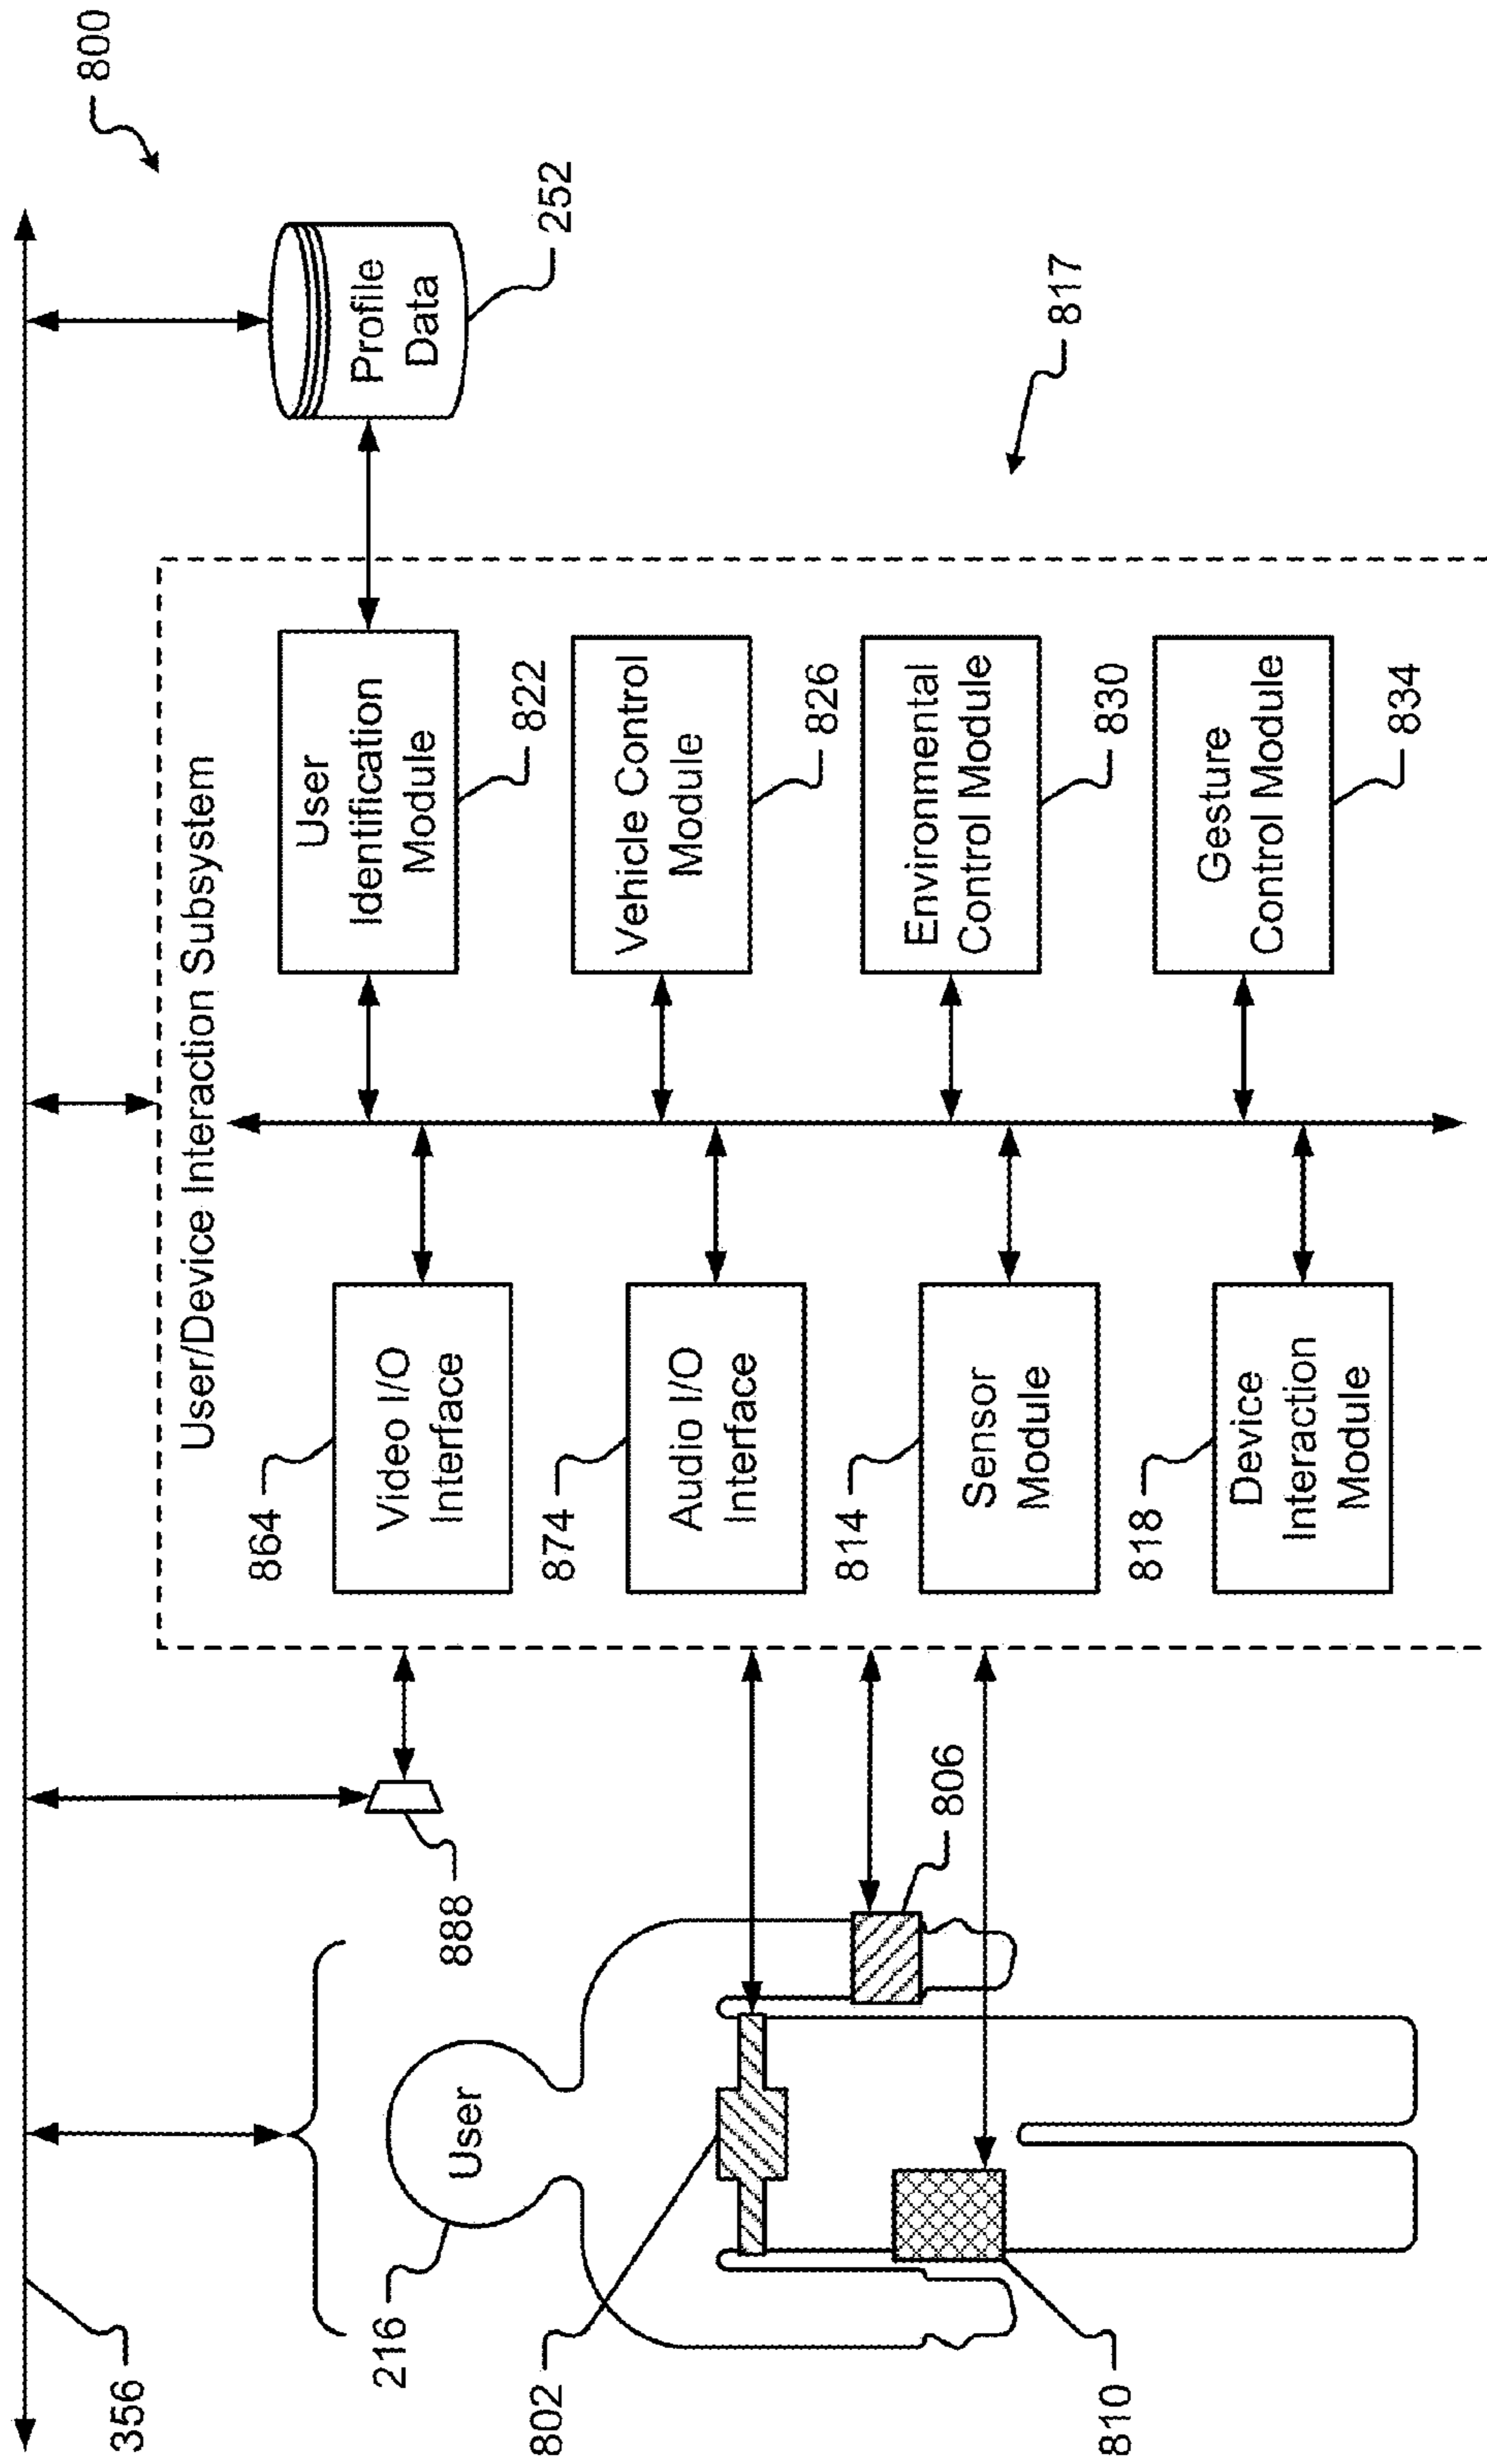 800
356
216
User
802
810
806
888
User/Device Interaction Subsystem
864
Video I/O
Interface
874
Audio I/O
Interface
814
Sensor
Module
818
Device
Interaction
Module
User
Identification
Module
822
Vehicle Control
Module
826
Environmental
Control Module
830
Gesture
Control Module
834
Profile
Data
252
817